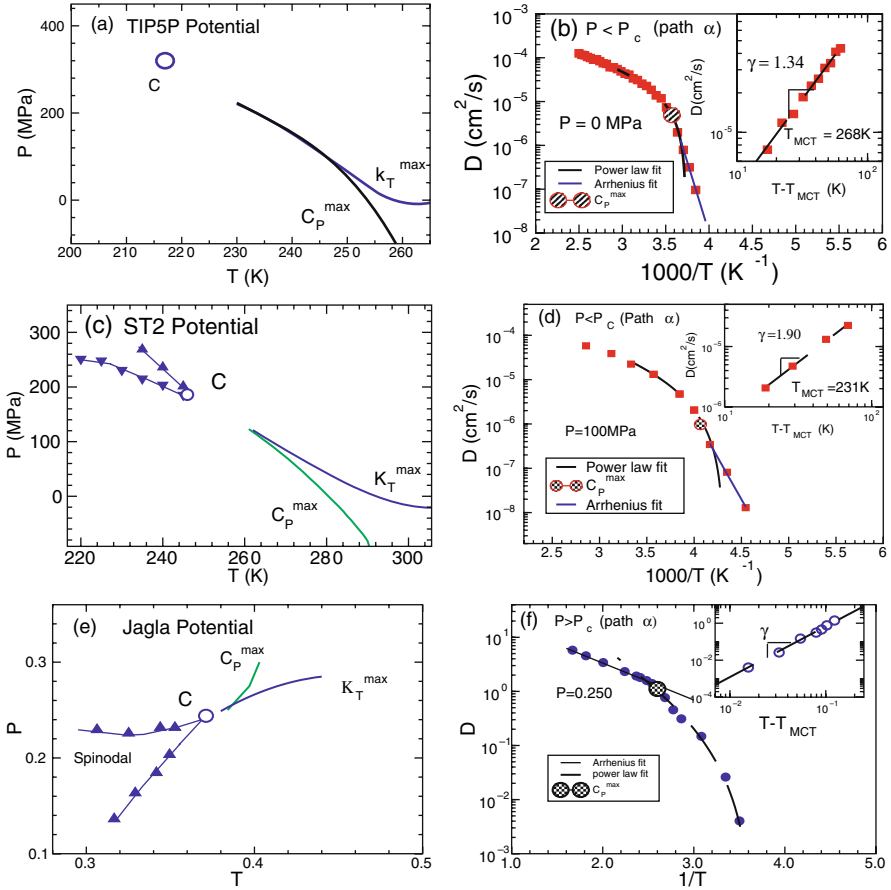 (a)
TIP5P Potential
C
k_T^max
C_P^max
P (MPa)
400
200
0
200 210 220 230 240 250 260
T (K)
(b) P < P_c (path α)
γ = 1.34
T_MCT = 268K
D(cm²/s)
10^-5
10^1 10^2
T-T_MCT (K)
P = 0 MPa
Power law fit
Arrhenius fit
C_P^max
D (cm²/s)
10^-3
10^-4
10^-5
10^-6
10^-7
10^-8
2 2.5 3 3.5 4 4.5 5 5.5 6
1000/T (K^-1)
(c) ST2 Potential
C
K_T^max
C_P^max
P (MPa)
300
200
100
0
220 240 260 280 300
T (K)
(d) P<P_C (Path α)
γ=1.90
T_MCT=231K
D(cm²/s)
10^-4
10^-5
10^-6
10^1 10^2
T-T_MCT (K)
P=100MPa
Power law fit
C_P^max
Arrhenius fit
D (cm²/s)
10^-4
10^-5
10^-6
10^-7
10^-8
2.5 3 3.5 4 4.5 5 5.5 6
1000/T (K^-1)
(e) Jagla Potential
C_P^max
K_T^max
C
Spinodal
P
0.3
0.2
0.1
0.3 0.4 0.5
T
(f) P>P_c (path α)
γ
10^0
10^-2
10^-4
10^-2 10^-1
T-T_MCT
P=0.250
Arrhenius fit
power law fit
C_P^max
D
10^2
10^1
10^0
10^-1
10^-2
10^-3
1.0 2.0 3.0 4.0
1/T